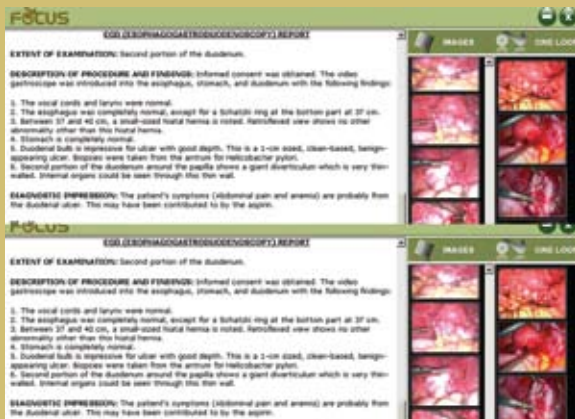 FOCUS
EGD (ESOPHAGOGASTRODUODENOSCOPY) REPORT
IMAGES
CINE LOOP
EXTENT OF EXAMINATION: Second portion of the duodenum.
DESCRIPTION OF PROCEDURE AND FINDINGS: Informed consent was obtained. The video
gastroscope was introduced into the esophagus, stomach, and duodenum with the following findings:
1. The vocal cords and larynx were normal.
2. The esophagus was completely normal, except for a Schatzki ring at the bottom part at 37 cm.
3. Between 37 and 40 cm, a small-sized hiatal hernia is noted. Retroflexed view shows no other
abnormality other than this hiatal hernia.
4. Stomach is completely normal.
5. Duodenal bulb is impressive for ulcer with good depth. This is a 1-cm sized, clean-based, benign-
appearing ulcer. Biopsies were taken from the antrum for Helicobacter pylori.
6. Second portion of the duodenum around the papilla shows a giant diverticulum which is very thin-
walled. Internal organs could be seen through this thin wall.
DIAGNOSTIC IMPRESSION: The patient's symptoms (Abdominal pain and anemia) are probably from
the duodenal ulcer. This may have been contributed to by the aspirin.
FOCUS
EGD (ESOPHAGOGASTRODUODENOSCOPY) REPORT
IMAGES
CINE LOOP
EXTENT OF EXAMINATION: Second portion of the duodenum.
DESCRIPTION OF PROCEDURE AND FINDINGS: Informed consent was obtained. The video
gastroscope was introduced into the esophagus, stomach, and duodenum with the following findings:
1. The vocal cords and larynx were normal.
2. The esophagus was completely normal, except for a Schatzki ring at the bottom part at 37 cm.
3. Between 37 and 40 cm, a small-sized hiatal hernia is noted. Retroflexed view shows no other
abnormality other than this hiatal hernia.
4. Stomach is completely normal.
5. Duodenal bulb is impressive for ulcer with good depth. This is a 1-cm sized, clean-based, benign-
appearing ulcer. Biopsies were taken from the antrum for Helicobacter pylori.
6. Second portion of the duodenum around the papilla shows a giant diverticulum which is very thin-
walled. Internal organs could be seen through this thin wall.
DIAGNOSTIC IMPRESSION: The patient's symptoms (Abdominal pain and anemia) are probably from
the duodenal ulcer. This may have been contributed to by the aspirin.